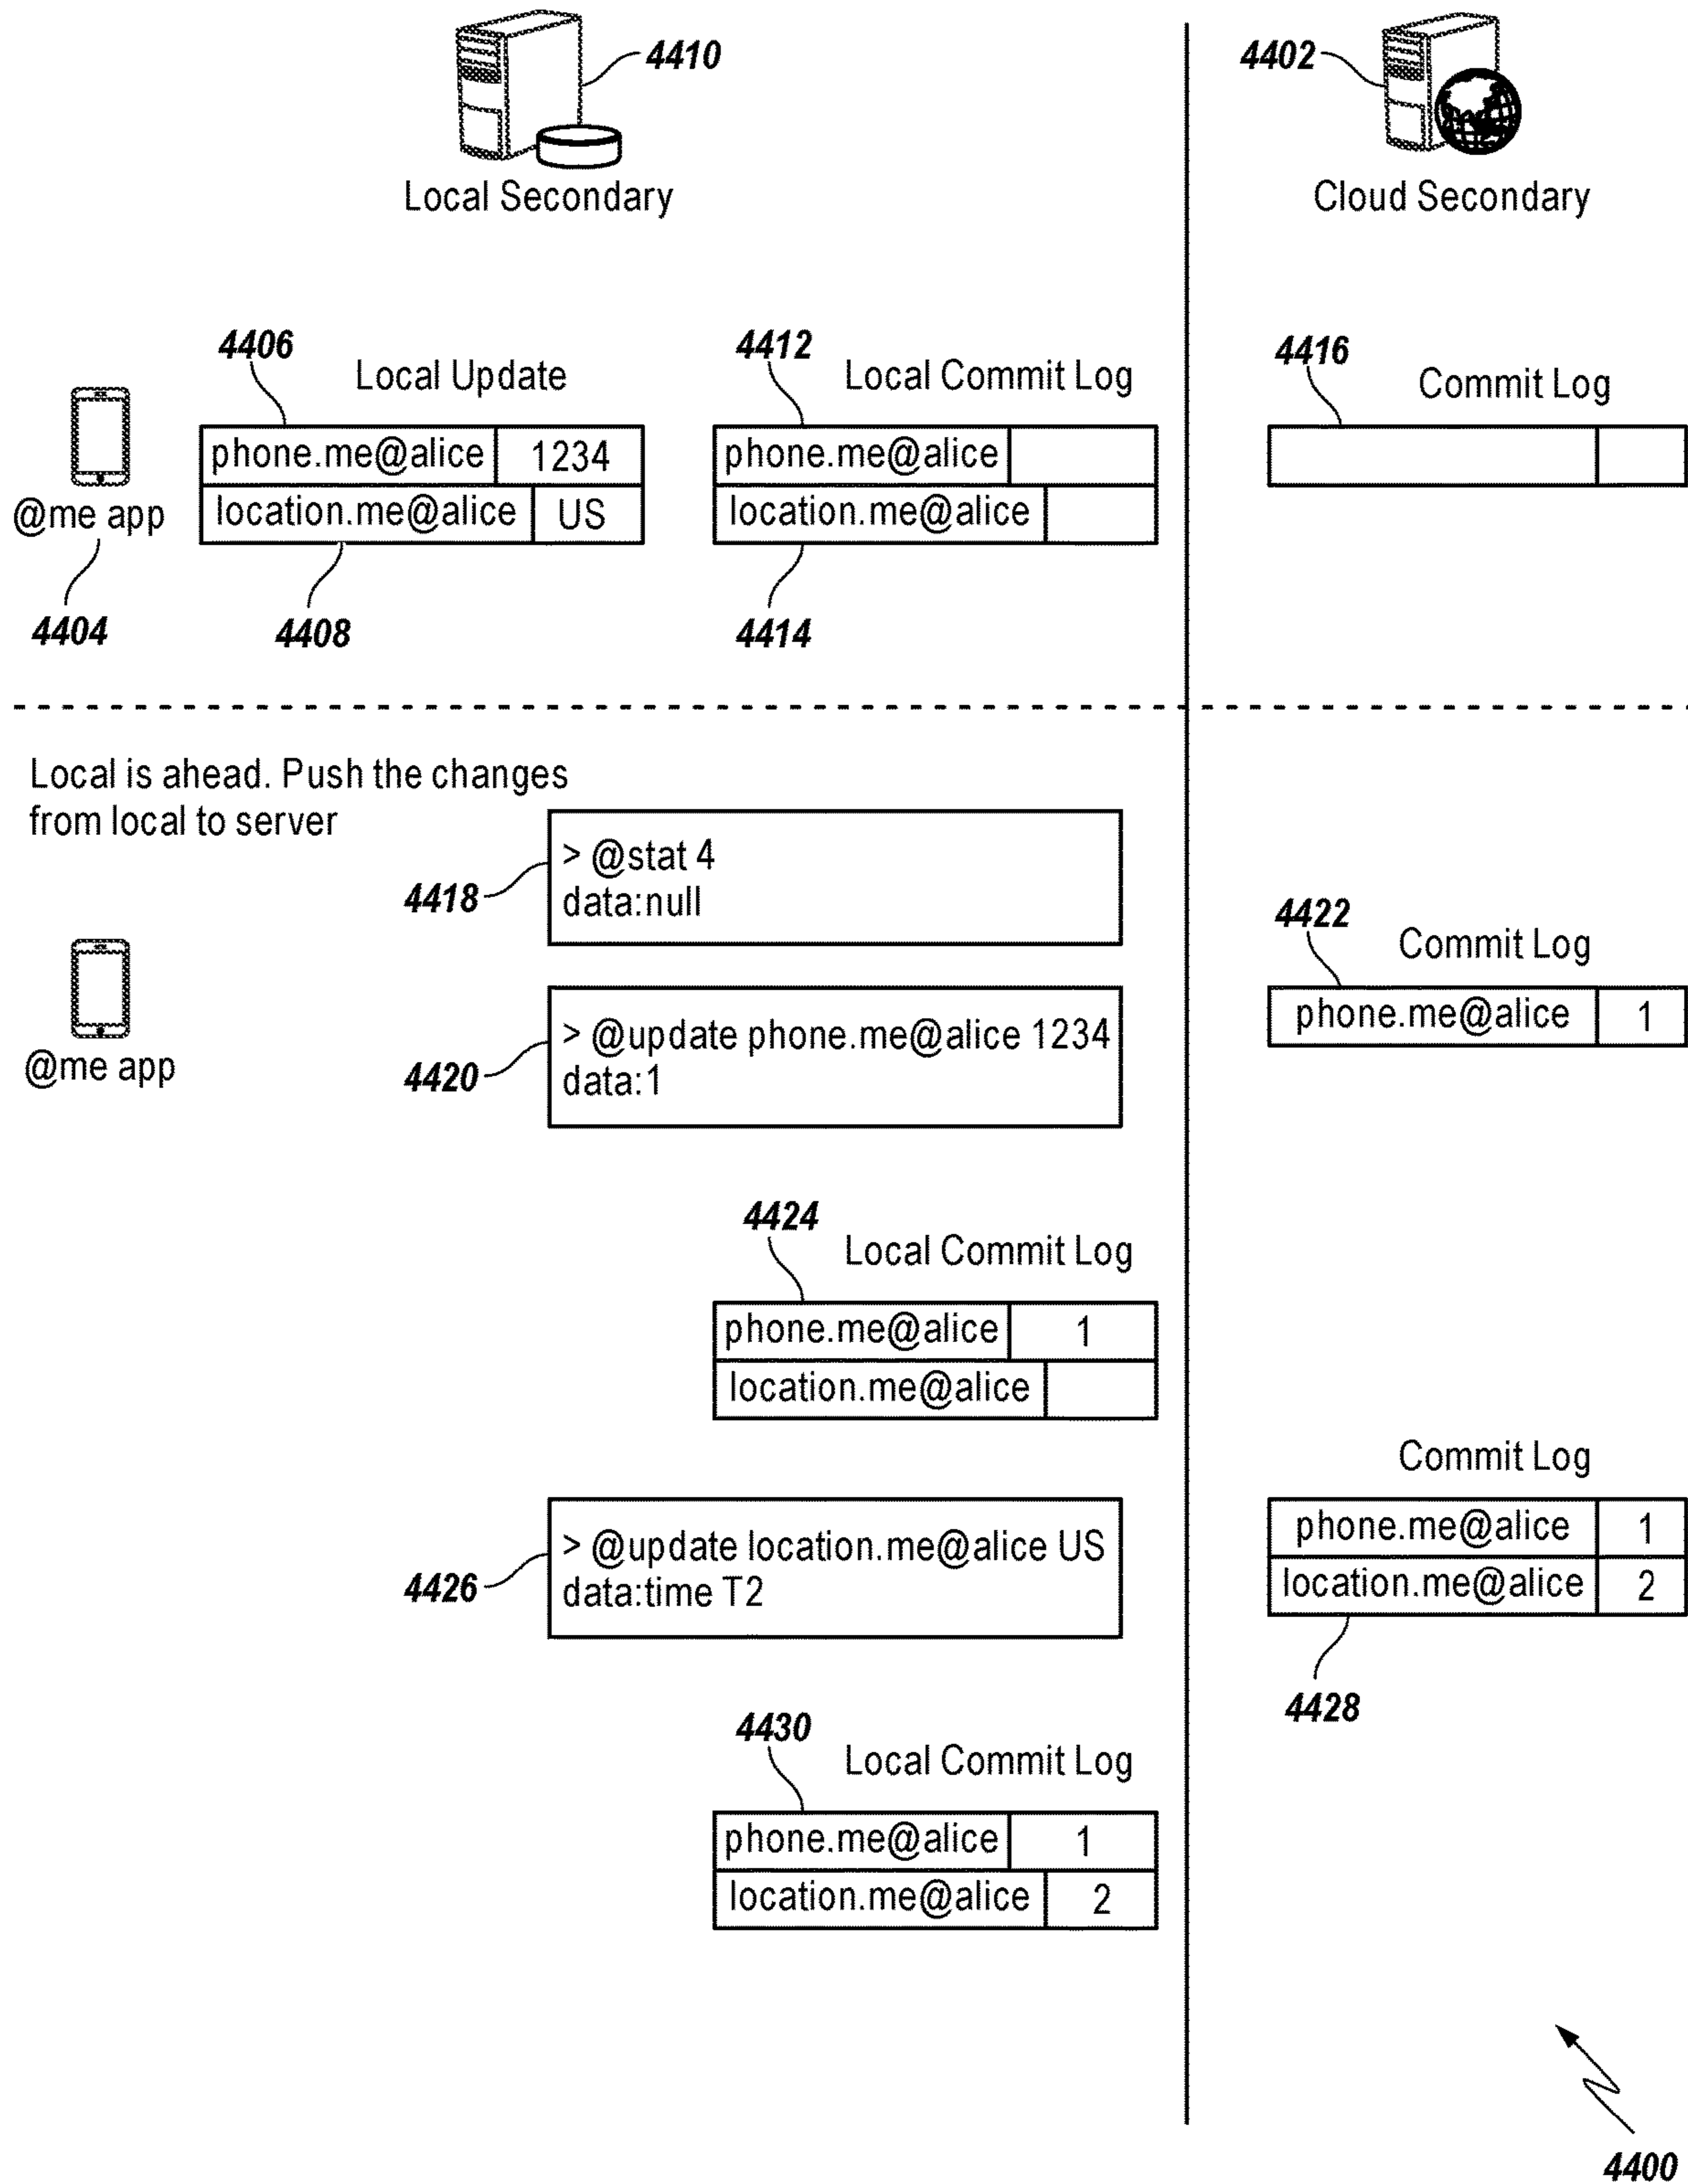 4410
4402
Local Secondary
Cloud Secondary
4406
Local Update
4412
Local Commit Log
4416
Commit Log
phone.me@alice 1234
phone.me@alice
location.me@alice US
location.me@alice
@me app
4404
4408
4414
Local is ahead. Push the changes
from local to server
> @stat 4
data:null
4418
4422
Commit Log
> @update phone.me@alice 1234
data:1
4420
phone.me@alice 1
@me app
4424
Local Commit Log
phone.me@alice 1
location.me@alice
Commit Log
> @update location.me@alice US
data:time T2
4426
phone.me@alice 1
location.me@alice 2
4428
4430
Local Commit Log
phone.me@alice 1
location.me@alice 2
4400